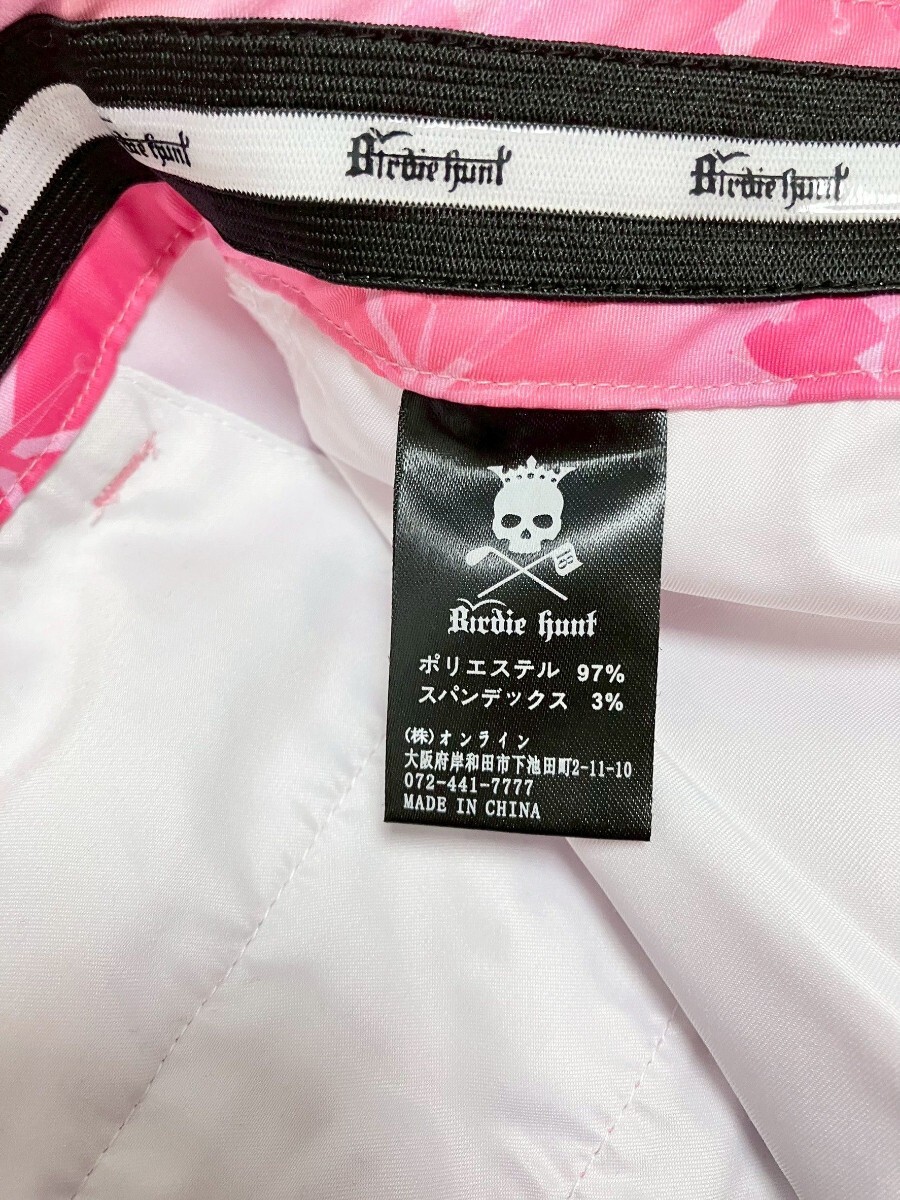 Birdie hunt
Birdie hunt
Birdie hunt
18
Birdie hunt
ポリエステル 97%
スパンデックス 3%
(株)オンライン
大阪府岸和田市下池田町2-11-10
072-441-7777
MADE IN CHINA